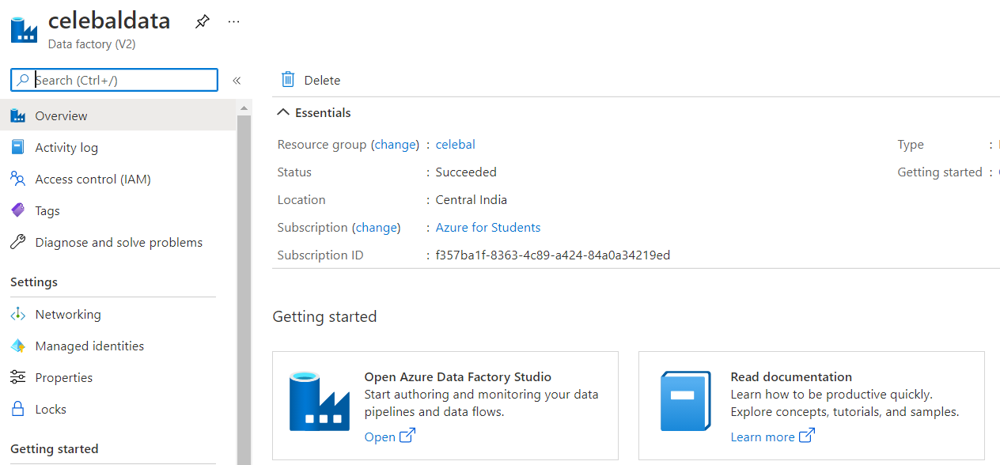 celebaldata
Data factory (V2)
Search (Ctrl+/)
«
Overview
Activity log
Access control (IAM)
Tags
Diagnose and solve problems
Settings
Networking
Managed identities
Properties
Locks
Getting started
Delete
Essentials
Resource group (change) : celebal
Status : Succeeded
Location : Central India
Subscription (change) : Azure for Students
Subscription ID : f357ba1f-8363-4c89-a424-84a0a34219ed
Type :
Getting started :
Getting started
Open Azure Data Factory Studio
Start authoring and monitoring your data
pipelines and data flows.
Open
Read documentation
Learn how to be productive quickly.
Explore concepts, tutorials, and samples.
Learn more